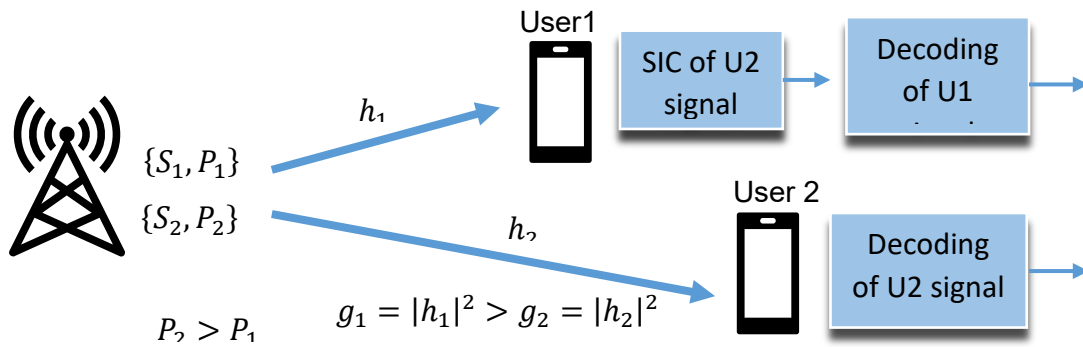 User1
SIC of U2
signal
Decoding
of U1
h₁
{S₁, P₁}
{S₂, P₂}
h₂
User 2
Decoding
of U2 signal
g₁ = |h₁|² > g₂ = |h₂|²
P₂ > P₁